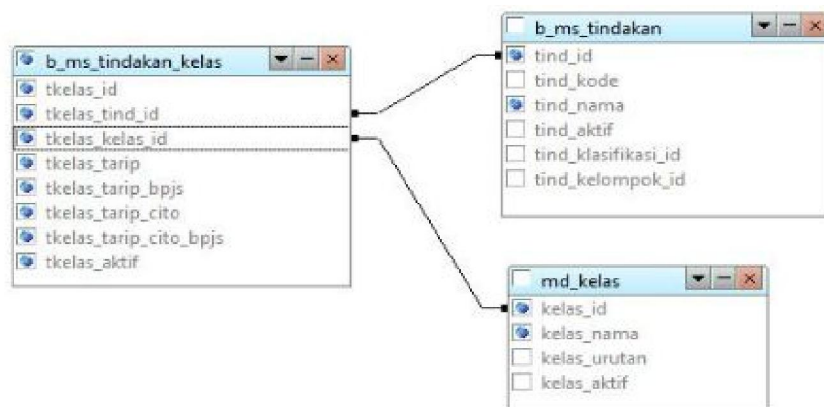 b_ms_tindakan_kelas
tkelas_id
tkelas_tind_id
tkelas_kelas_id
tkelas_tarip
tkelas_tarip_bpjs
tkelas_tarip_cito
tkelas_tarip_cito_bpjs
tkelas_aktif
b_ms_tindakan
tind_id
tind_kode
tind_nama
tind_aktif
tind_klasifikasi_id
tind_kelompok_id
md_kelas
kelas_id
kelas_nama
kelas_urutan
kelas_aktif